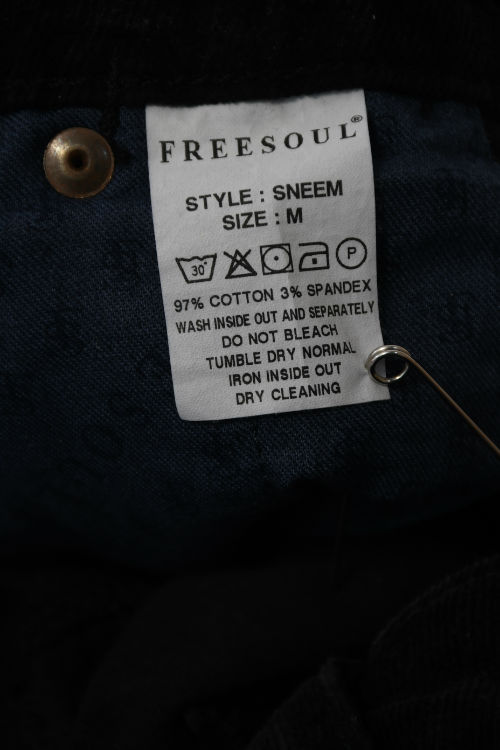 FREESOUL®
STYLE : SNEEM
SIZE : M
30° P
97% COTTON 3% SPANDEX
WASH INSIDE OUT AND SEPARATELY
DO NOT BLEACH
TUMBLE DRY NORMAL
IRON INSIDE OUT
DRY CLEANING